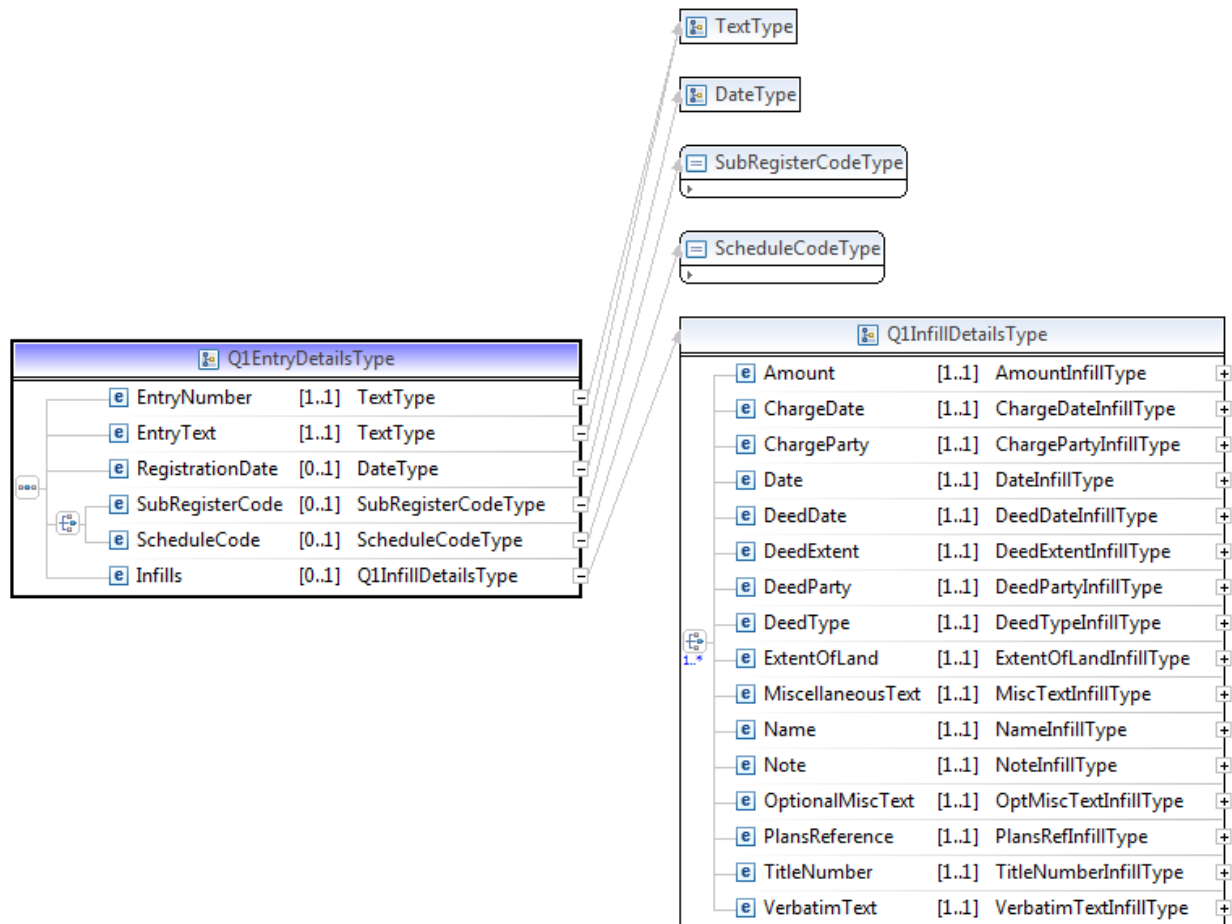 TextType
DateType
SubRegisterCodeType
ScheduleCodeType
Q1EntryDetailsType
e EntryNumber [1..1] TextType
e EntryText [1..1] TextType
e RegistrationDate [0..1] DateType
e SubRegisterCode [0..1] SubRegisterCodeType
e ScheduleCode [0..1] ScheduleCodeType
e Infills [0..1] Q1InfillDetailsType
Q1InfillDetailsType
1..*
e Amount [1..1] AmountInfillType
e ChargeDate [1..1] ChargeDateInfillType
e ChargeParty [1..1] ChargePartyInfillType
e Date [1..1] DateInfillType
e DeedDate [1..1] DeedDateInfillType
e DeedExtent [1..1] DeedExtentInfillType
e DeedParty [1..1] DeedPartyInfillType
e DeedType [1..1] DeedTypeInfillType
e ExtentOfLand [1..1] ExtentOfLandInfillType
e MiscellaneousText [1..1] MiscTextInfillType
e Name [1..1] NameInfillType
e Note [1..1] NoteInfillType
e OptionalMiscText [1..1] OptMiscTextInfillType
e PlansReference [1..1] PlansRefInfillType
e TitleNumber [1..1] TitleNumberInfillType
e VerbatimText [1..1] VerbatimTextInfillType